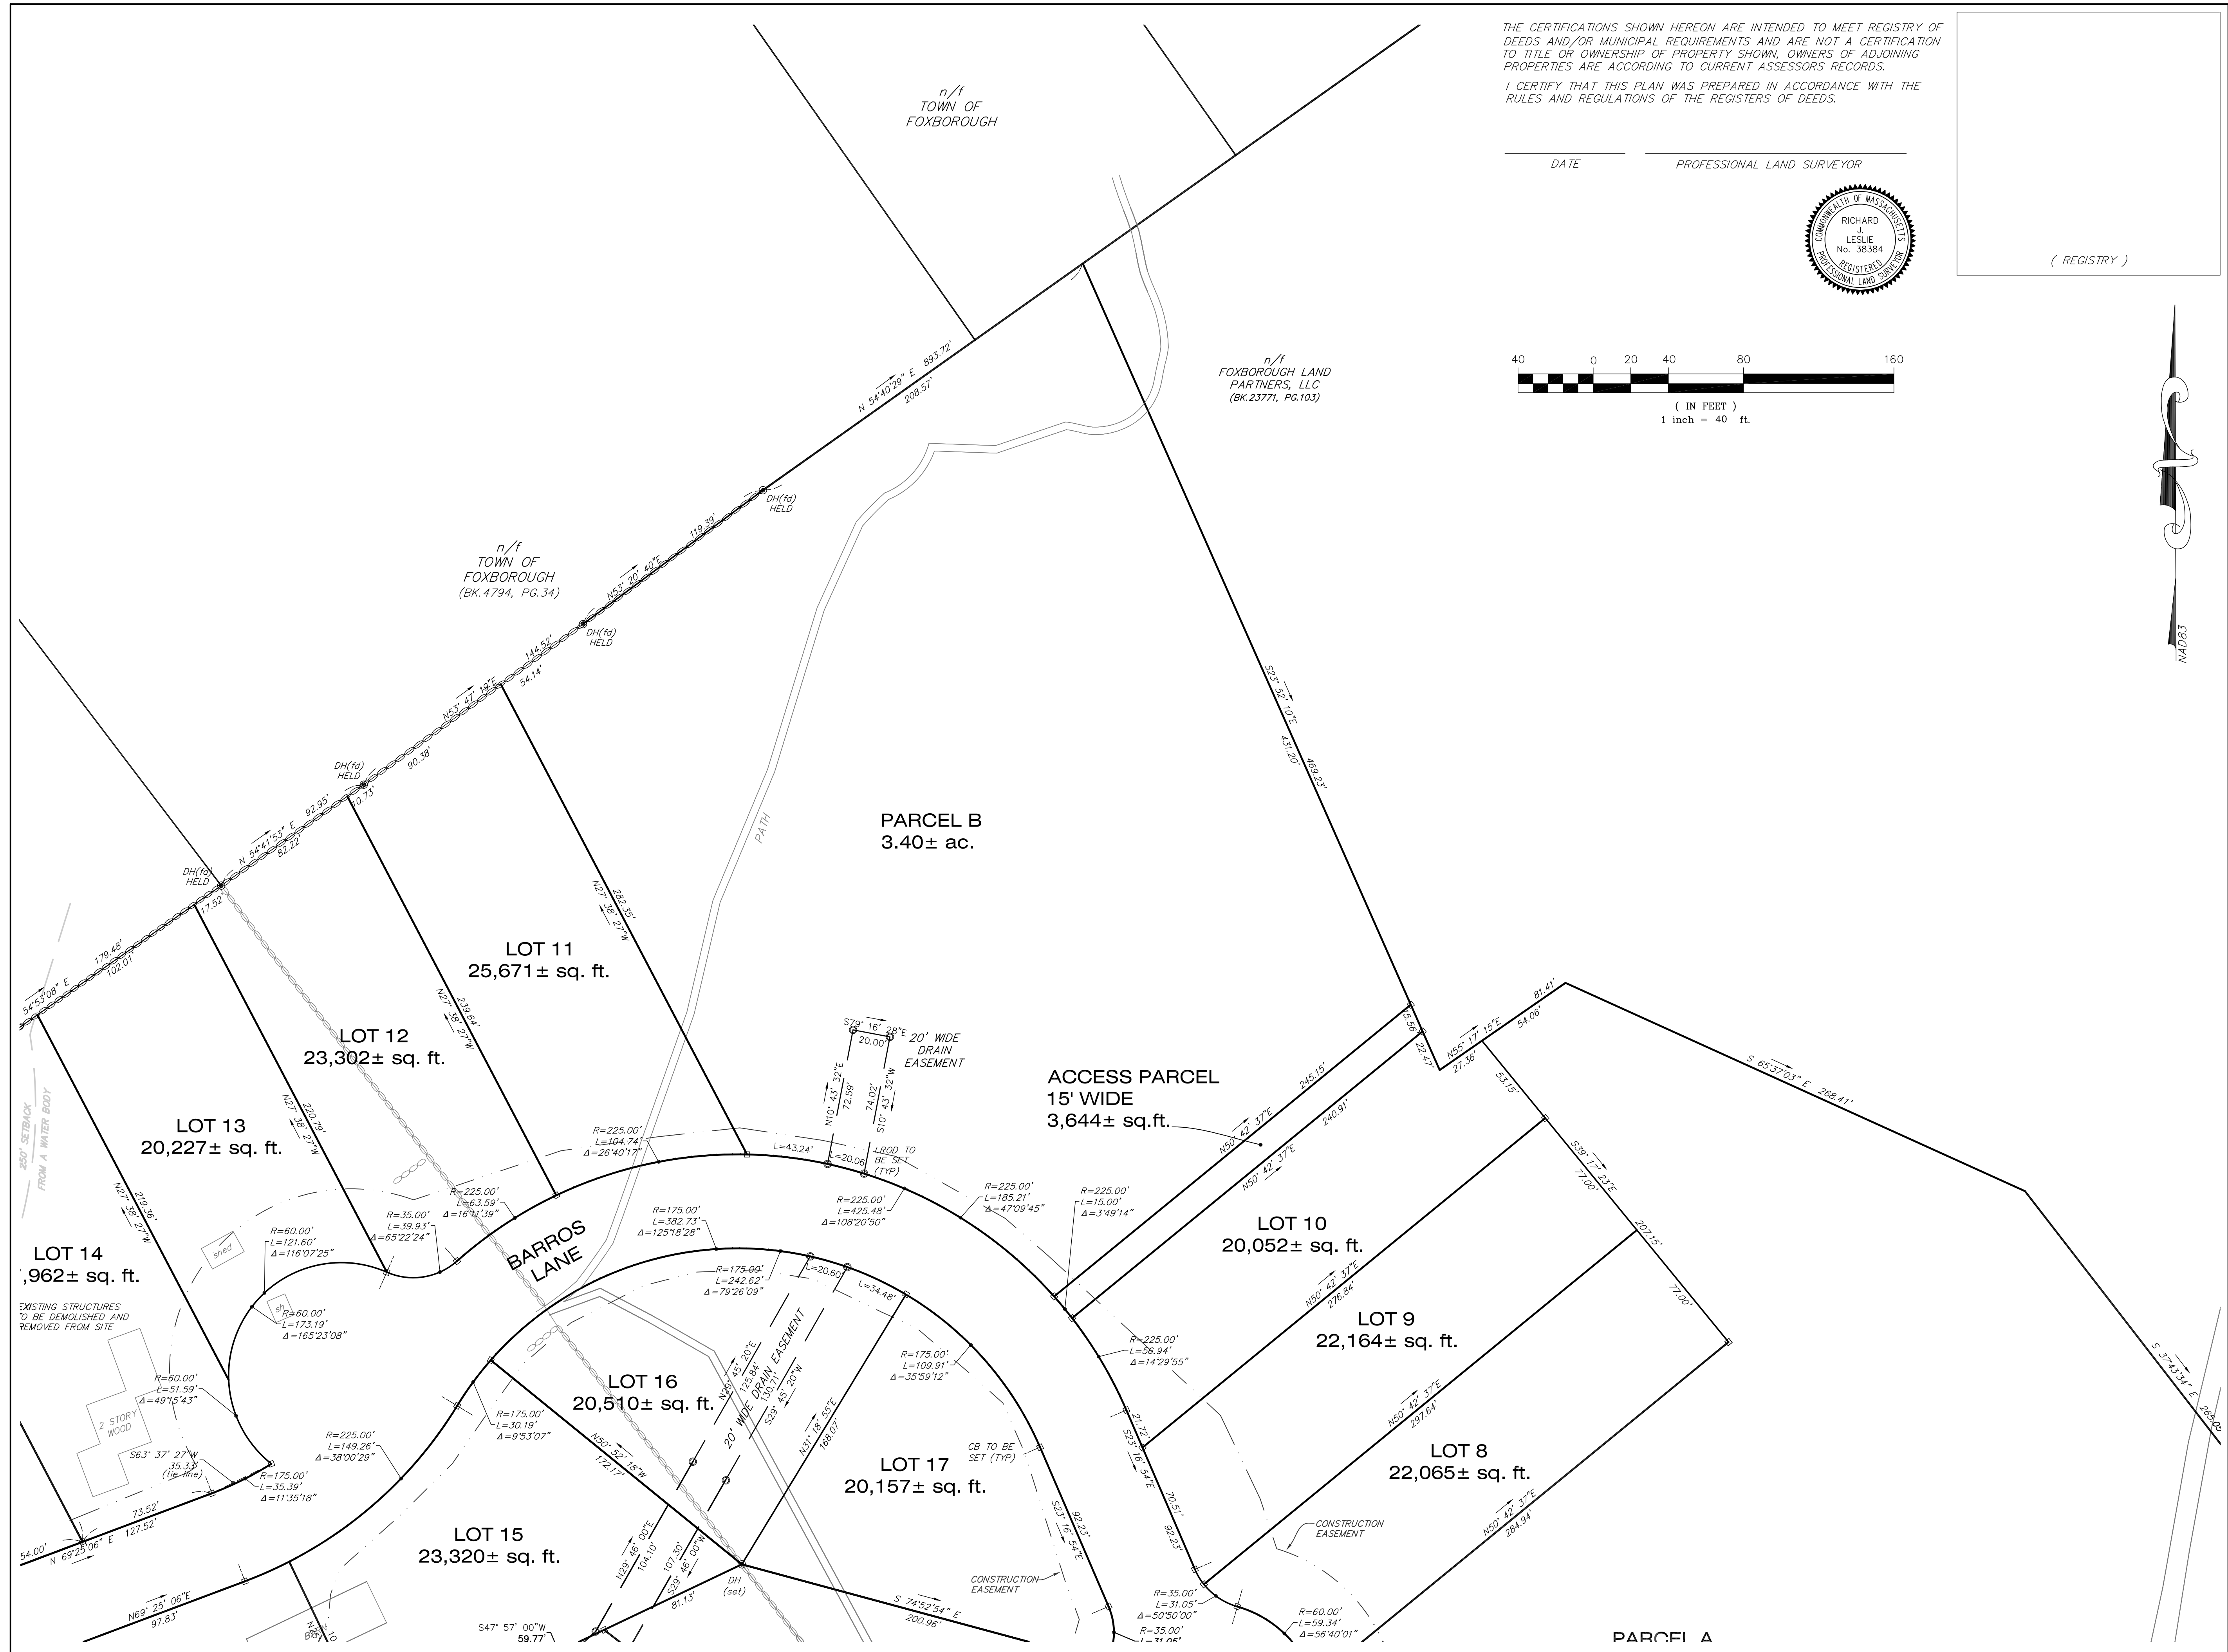 THE CERTIFICATIONS SHOWN HEREON ARE INTENDED TO MEET REGISTRY OF
DEEDS AND/OR MUNICIPAL REQUIREMENTS AND ARE NOT A CERTIFICATION
TO TITLE OR OWNERSHIP OF PROPERTY SHOWN, OWNERS OF ADJOINING
PROPERTIES ARE ACCORDING TO CURRENT ASSESSORS RECORDS.
I CERTIFY THAT THIS PLAN WAS PREPARED IN ACCORDANCE WITH THE
RULES AND REGULATIONS OF THE REGISTERS OF DEEDS.
DATE
PROFESSIONAL LAND SURVEYOR
COMMONWEALTH OF MASSACHUSETTS
RICHARD
J.
LESLIE
No. 38384
REGISTERED
PROFESSIONAL LAND SURVEYOR
( REGISTRY )
40 0 20 40 80 160
( IN FEET )
1 inch = 40 ft.
NAD83
n/f
TOWN OF
FOXBOROUGH
n/f
FOXBOROUGH LAND
PARTNERS, LLC
(BK.23771, PG.103)
N 54°40'29" E 893.72'
208.57'
DH(fd)
HELD
119.39'
N53° 20' 40"E
n/f
TOWN OF
FOXBOROUGH
(BK.4794, PG.34)
DH(fd)
HELD
144.52'
54.14'
N53° 47' 19"E
90.38'
DH(fd)
HELD
10.73'
92.95'
N 54°41'53" E
82.22'
DH(fd)
HELD
17.52'
179.48'
102.01'
54°53'08" E
250' SETBACK
FROM A WATER BODY
S23° 52' 10"E
431.20'
469.23'
PATH
PARCEL B
3.40± ac.
282.35'
N27° 38' 27"W
LOT 11
25,671± sq. ft.
239.64'
N27° 38' 27"W
LOT 12
23,302± sq. ft.
220.79'
N27° 38' 27"W
LOT 13
20,227± sq. ft.
219.36'
N27° 38' 27"W
LOT 14
,962± sq. ft.
EXISTING STRUCTURES
TO BE DEMOLISHED AND
REMOVED FROM SITE
shed
sh
2 STORY
WOOD
S79° 16' 28"E
20.00'
20' WIDE
DRAIN
EASEMENT
N10° 43' 32"E
72.59'
74.02'
S10° 43' 32"W
IROD TO
BE SET
(TYP)
L=43.24'
L=20.06'
ACCESS PARCEL
15' WIDE
3,644± sq.ft.
245.15'
N50° 42' 37"E
240.91'
N50° 42' 37"E
15.56'
22.47'
N55° 17' 15"E
27.36'
54.06'
81.41'
53.15'
S39° 17' 23"E
77.00'
207.15'
77.00'
S 65°37'03" E 268.41'
S 37°43'34" E
265.05
R=225.00'
L=104.74'
Δ=26°40'17"
R=225.00'
L=63.59'
Δ=16°11'39"
R=35.00'
L=39.93'
Δ=65°22'24"
R=60.00'
L=121.60'
Δ=116°07'25"
R=60.00'
L=173.19'
Δ=165°23'08"
R=60.00'
L=51.59'
Δ=49°15'43"
S63° 37' 27"W
35.33'
(tie line)
R=175.00'
L=35.39'
Δ=11°35'18"
73.52'
127.52'
N 69°25'06" E
54.00'
N69° 25' 06"E
97.83'
R=225.00'
L=149.26'
Δ=38°00'29"
R=175.00'
L=30.19'
Δ=9°53'07"
BARROS
LANE
R=175.00'
L=382.73'
Δ=125°18'28"
R=175.00'
L=242.62'
Δ=79°26'09"
L=20.60'
L=34.48'
R=225.00'
L=425.48'
Δ=108°20'50"
R=225.00'
L=185.21'
Δ=47°09'45"
R=225.00'
L=15.00'
Δ=3°49'14"
R=225.00'
L=56.94'
Δ=14°29'55"
R=175.00'
L=109.91'
Δ=35°59'12"
LOT 10
20,052± sq. ft.
N50° 42' 37"E
276.84'
LOT 9
22,164± sq. ft.
N50° 42' 37"E
297.64'
LOT 8
22,065± sq. ft.
N50° 42' 37"E
284.94'
LOT 16
20,510± sq. ft.
N50° 52' 18"W
172.17'
N29° 45' 20"E
125.84'
20' WIDE DRAIN EASEMENT
130.71'
S29° 45' 20"W
N31° 18' 55"E
168.07'
LOT 17
20,157± sq. ft.
CB TO BE
SET (TYP)
21.72'
S23° 16' 54"E
70.51'
92.23'
92.23'
S23° 16' 54"E
CONSTRUCTION
EASEMENT
CONSTRUCTION
EASEMENT
LOT 15
23,320± sq. ft.
N29° 46' 00"E
104.10'
107.30'
S29° 46' 00"W
DH
(set)
81.13'
S 74°52'54" E
200.96'
S47° 57' 00"W
59.77'
R=35.00'
L=31.05'
Δ=50°50'00"
R=60.00'
L=59.34'
Δ=56°40'01"
R=35.00'
L=31.05'
PARCEL A